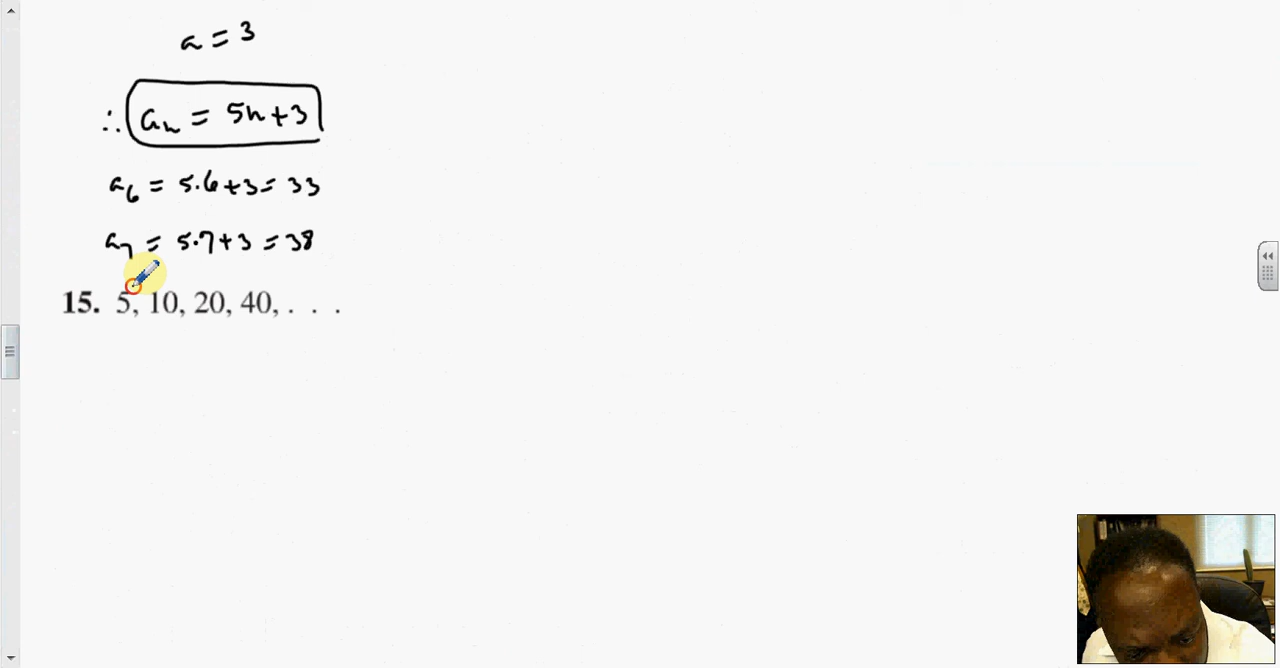 a = 3
∴ aₙ = 5n+3
a₆ = 5·6+3 = 33
a₇ = 5·7+3 = 38
15. 5, 10, 20, 40, . . .